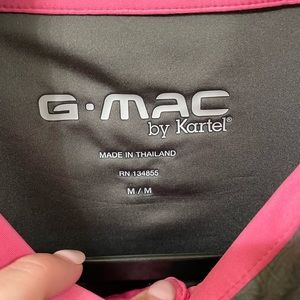 G·MAC
by Kartel®
MADE IN THAILAND
RN 134855
M / M